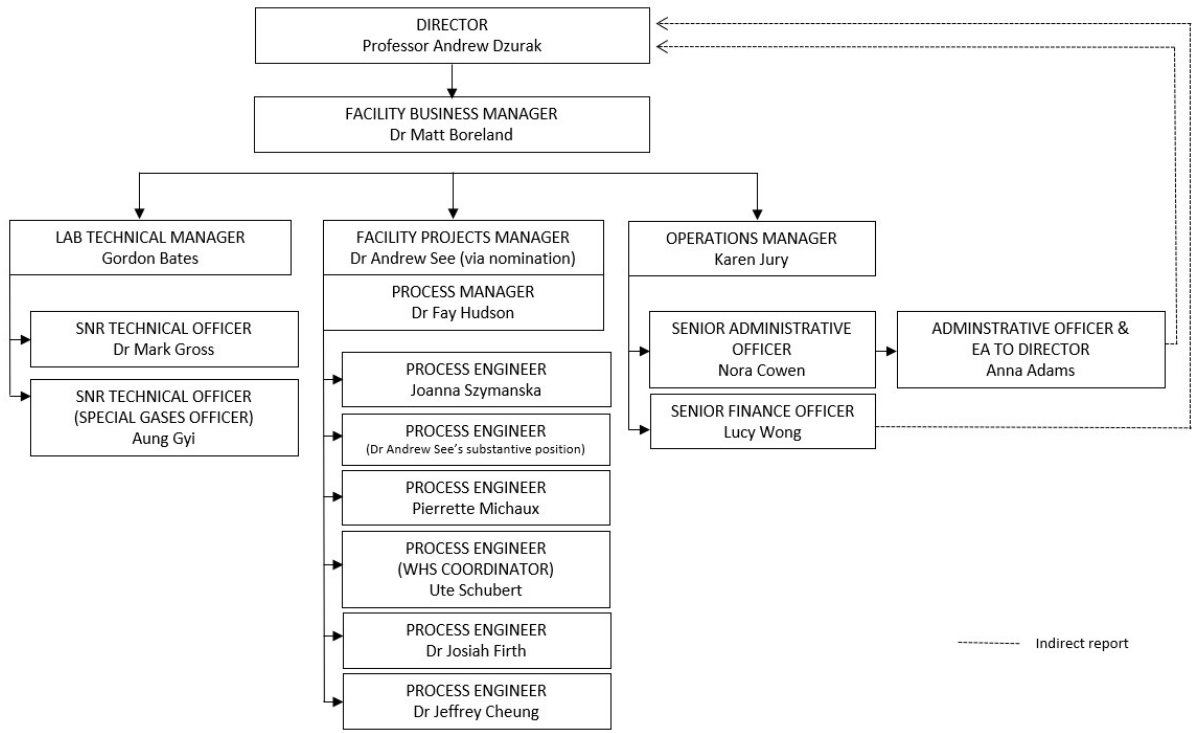 DIRECTOR
Professor Andrew Dzurak
FACILITY BUSINESS MANAGER
Dr Matt Boreland
LAB TECHNICAL MANAGER
Gordon Bates
SNR TECHNICAL OFFICER
Dr Mark Gross
SNR TECHNICAL OFFICER
(SPECIAL GASES OFFICER)
Aung Gyi
FACILITY PROJECTS MANAGER
Dr Andrew See (via nomination)
PROCESS MANAGER
Dr Fay Hudson
PROCESS ENGINEER
Joanna Szymanska
PROCESS ENGINEER
(Dr Andrew See's substantive position)
PROCESS ENGINEER
Pierrette Michaux
PROCESS ENGINEER
(WHS COORDINATOR)
Ute Schubert
PROCESS ENGINEER
Dr Josiah Firth
PROCESS ENGINEER
Dr Jeffrey Cheung
OPERATIONS MANAGER
Karen Jury
SENIOR ADMINISTRATIVE
OFFICER
Nora Cowen
ADMINSTRATIVE OFFICER &
EA TO DIRECTOR
Anna Adams
SENIOR FINANCE OFFICER
Lucy Wong
Indirect report